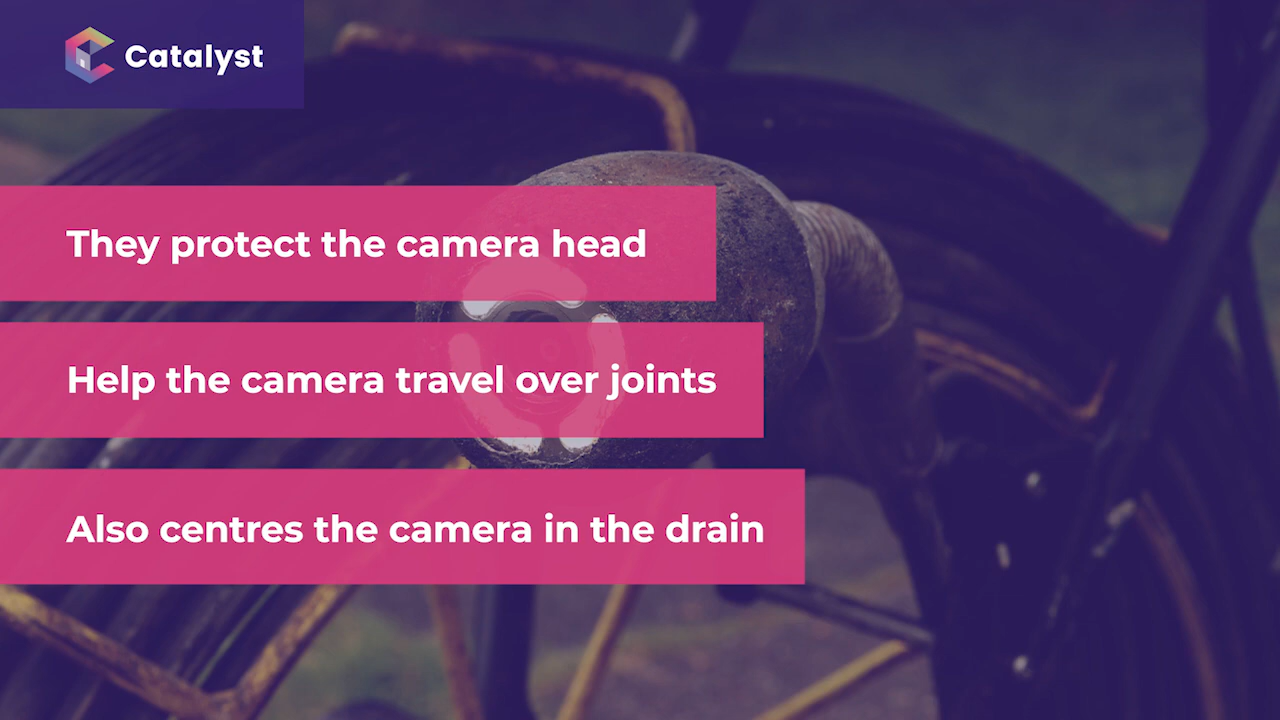 Catalyst
They protect the camera head
Help the camera travel over joints
Also centres the camera in the drain